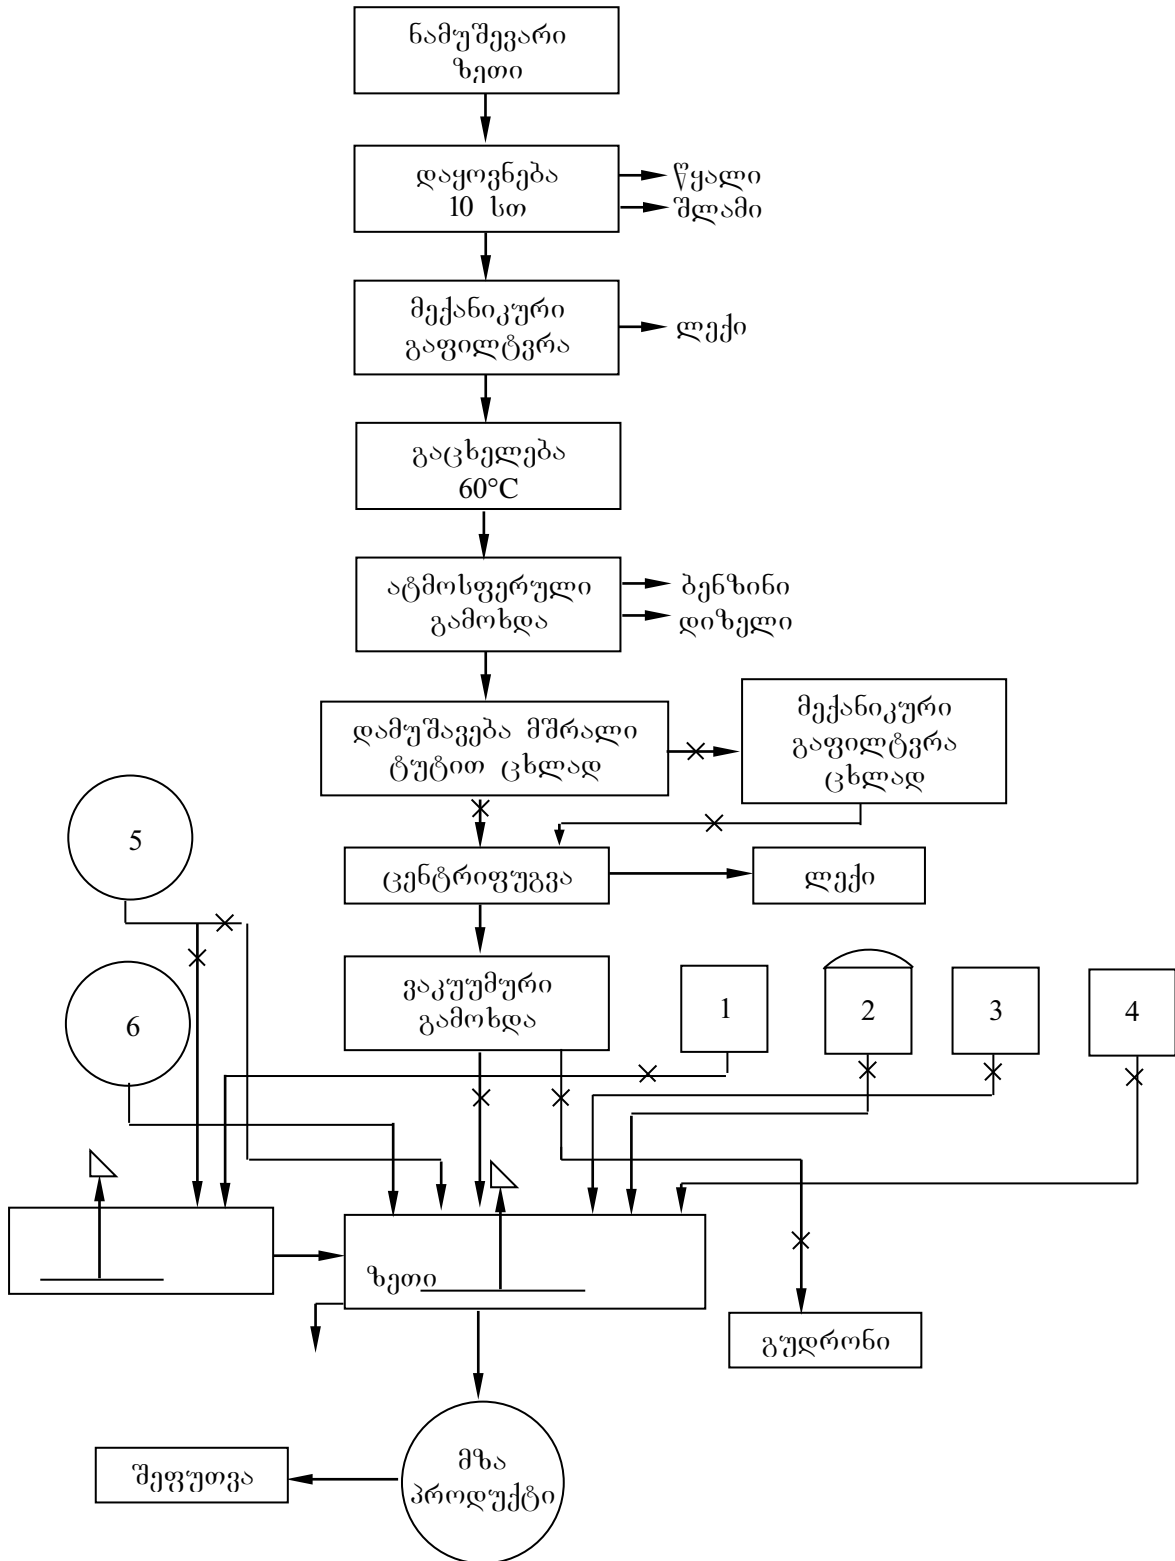 ნამუშევარი
ზეთი
დაყოვნება
10 სთ
წყალი
შლამი
მექანიკური
გაფილტვრა
ლექი
გაცხელება
60°C
ატმოსფერული
გამოხდა
ბენზინი
დიზელი
დამუშავება მშრალი
ტუტით ცხლად
მექანიკური
გაფილტვრა
ცხლად
5
ცენტრიფუგვა
ლექი
6
ვაკუუმური
გამოხდა
1
2
3
4
ზეთი
გუდრონი
შეფუთვა
მზა
პროდუქტი